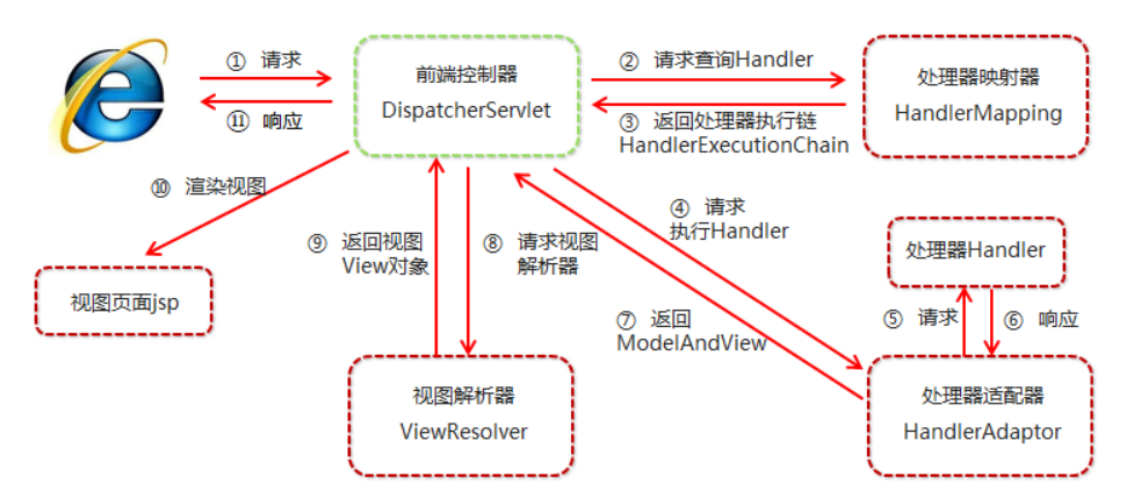 ① 请求
⑪ 响应
前端控制器
DispatcherServlet
② 请求查询Handler
③ 返回处理器执行链
HandlerExecutionChain
处理器映射器
HandlerMapping
⑩ 渲染视图
④ 请求
执行Handler
⑨ 返回视图
View对象
⑧ 请求视图
解析器
处理器Handler
视图页面jsp
⑤ 请求
⑥ 响应
⑦ 返回
ModelAndView
视图解析器
ViewResolver
处理器适配器
HandlerAdaptor